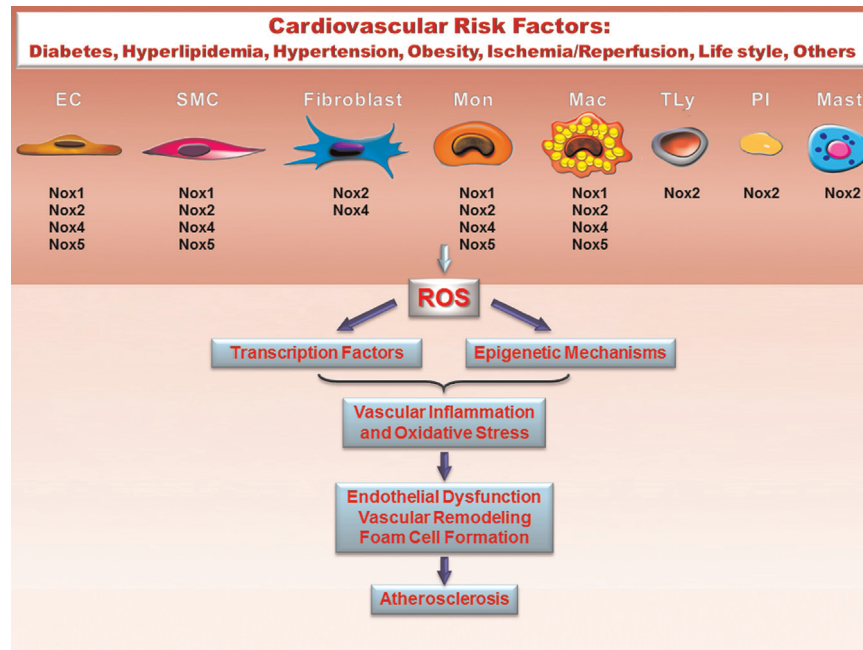 Cardiovascular Risk Factors:
Diabetes, Hyperlipidemia, Hypertension, Obesity, Ischemia/Reperfusion, Life style, Others
EC SMC Fibroblast Mon Mac TLy Pl Mast
Nox1 Nox1 Nox2 Nox1 Nox1 Nox2 Nox2 Nox2
Nox2 Nox2 Nox4 Nox2 Nox2
Nox4 Nox4 Nox4 Nox4
Nox5 Nox5 Nox5 Nox5
ROS
Transcription Factors Epigenetic Mechanisms
Vascular Inflammation
and Oxidative Stress
Endothelial Dysfunction
Vascular Remodeling
Foam Cell Formation
Atherosclerosis